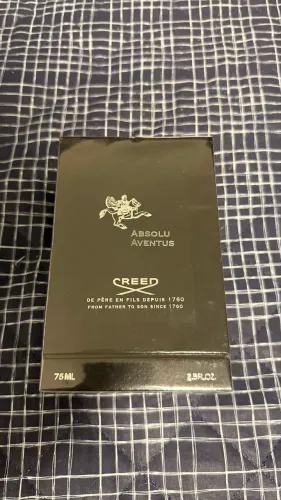 ABSOLU
AVENTUS
CREED
DE PÈRE EN FILS DEPUIS 1760
FROM FATHER TO SON SINCE 1760
75ML
2.5FL.OZ.